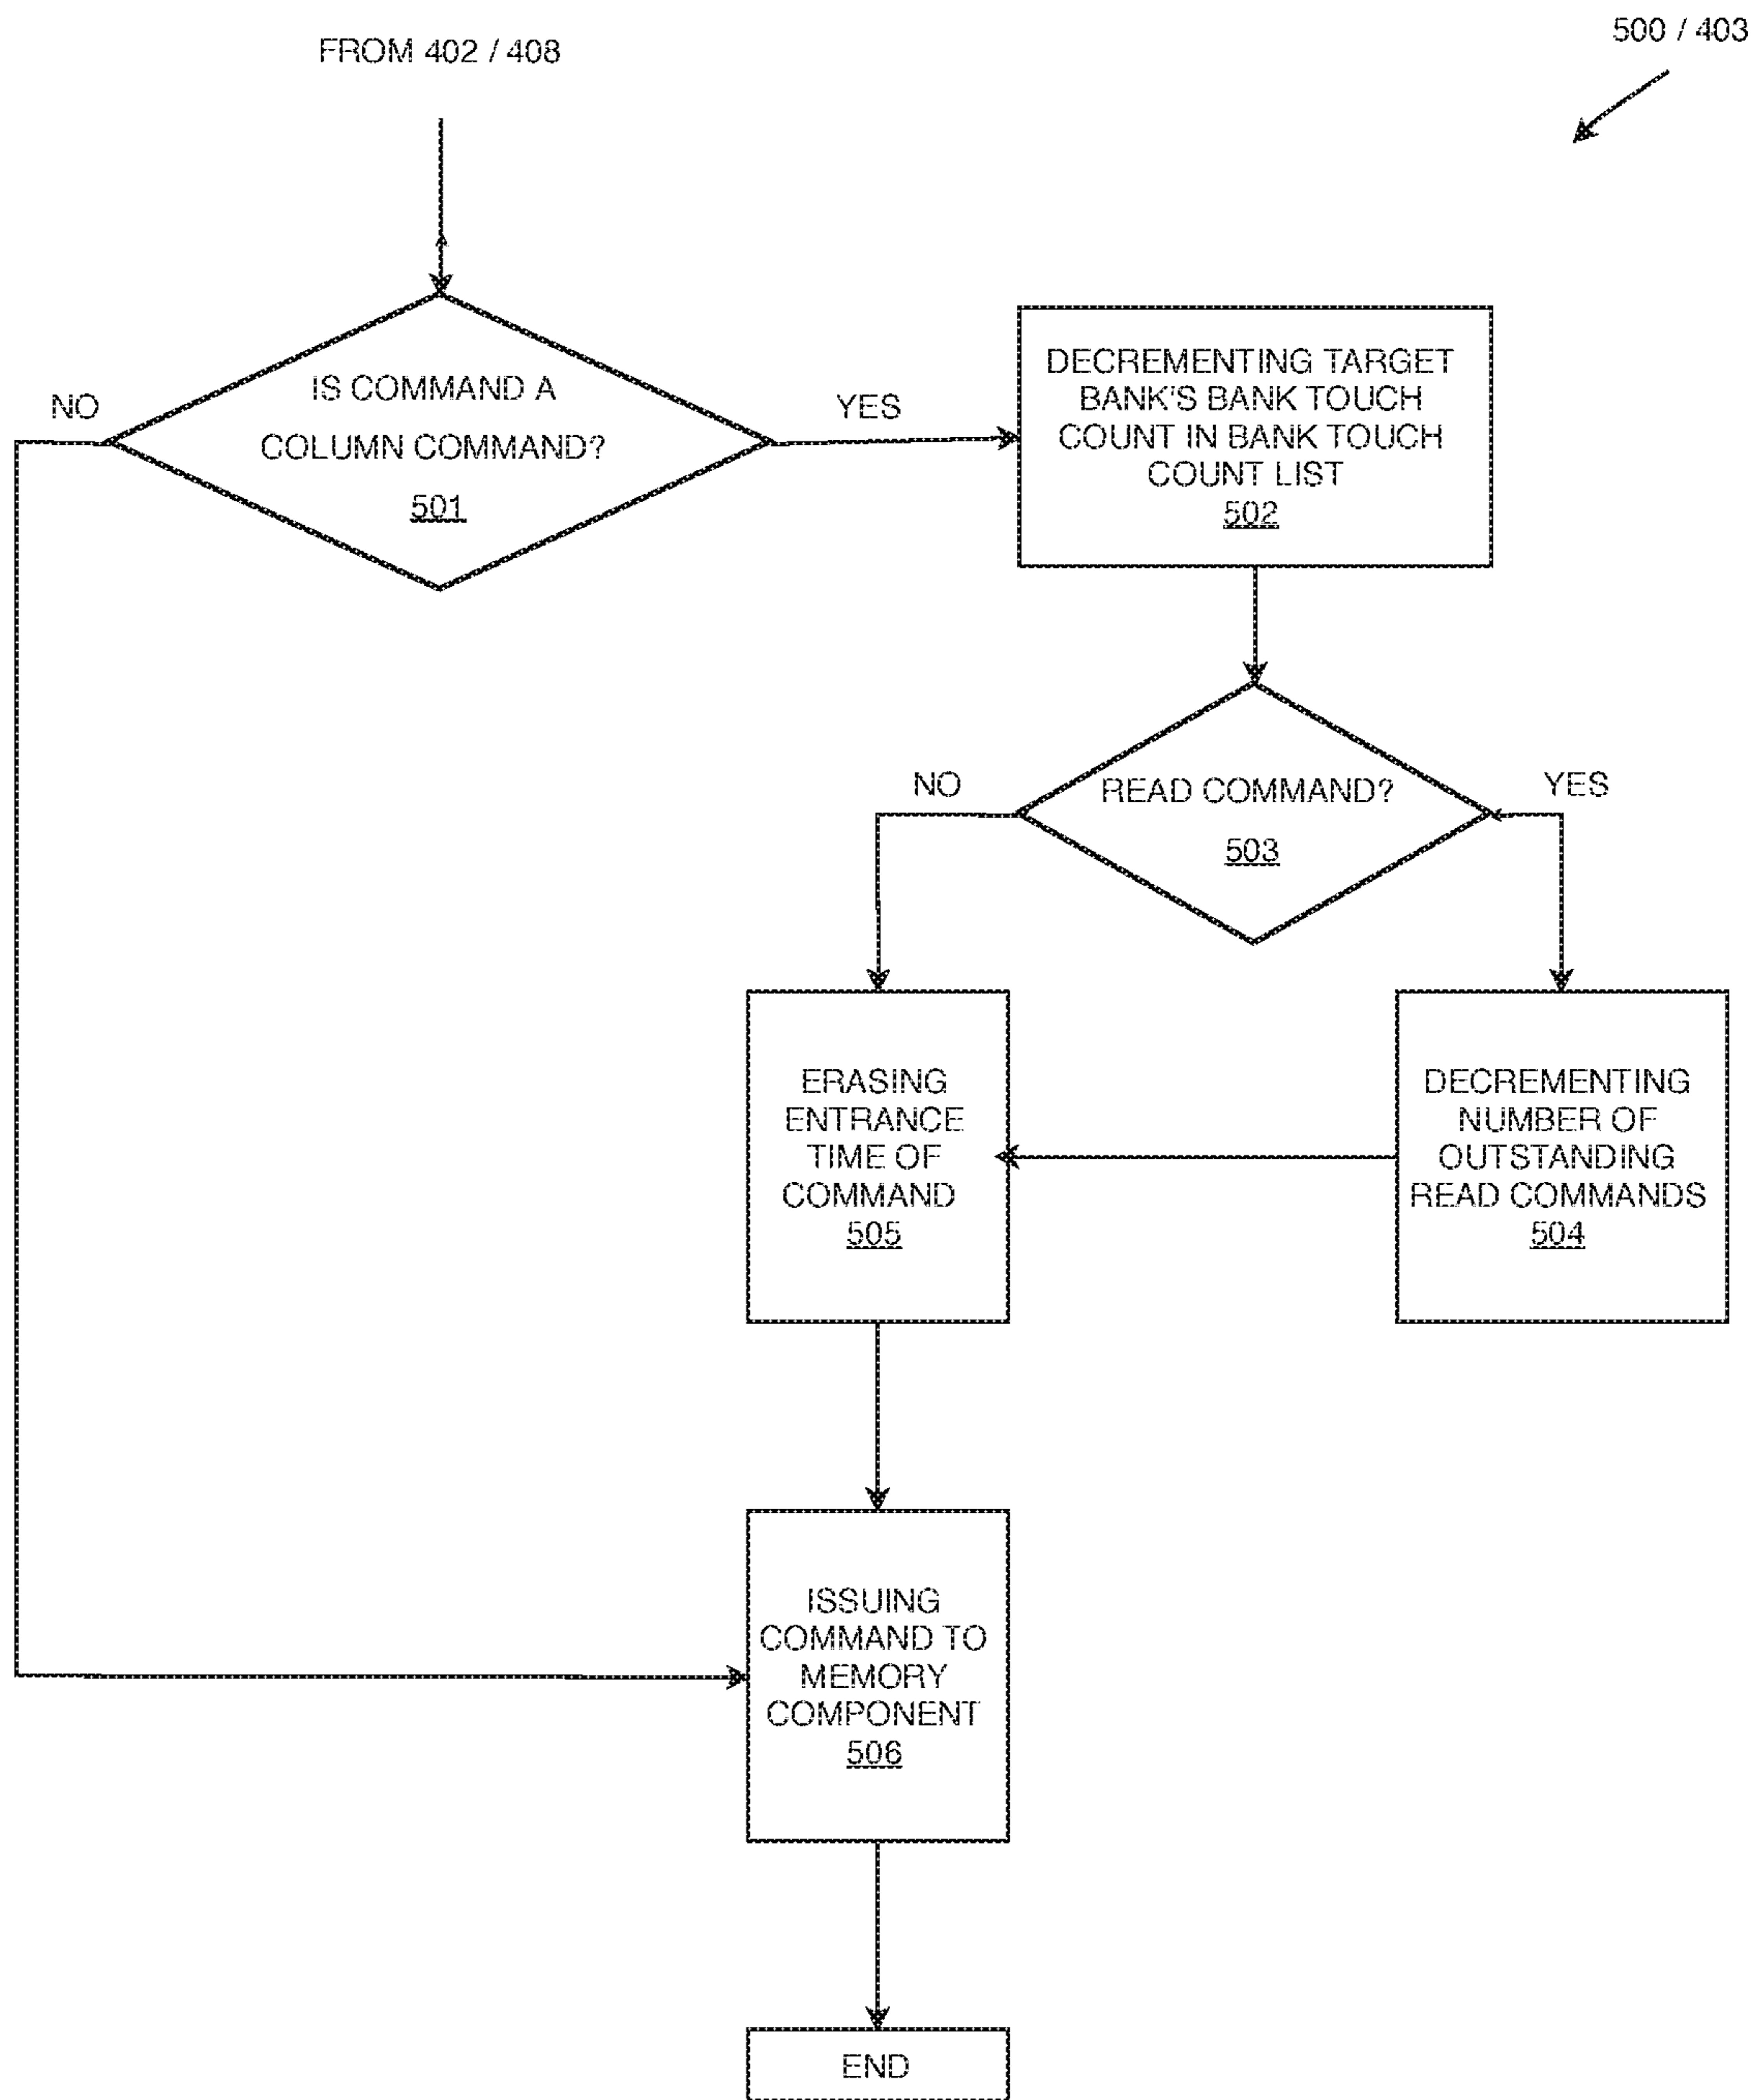 500 / 403
FROM 402 / 408
IS COMMAND A
COLUMN COMMAND?
501
NO
YES
DECREMENTING TARGET
BANK'S BANK TOUCH
COUNT IN BANK TOUCH
COUNT LIST
502
READ COMMAND?
503
NO
YES
ERASING
ENTRANCE
TIME OF
COMMAND
505
DECREMENTING
NUMBER OF
OUTSTANDING
READ COMMANDS
504
ISSUING
COMMAND TO
MEMORY
COMPONENT
506
END